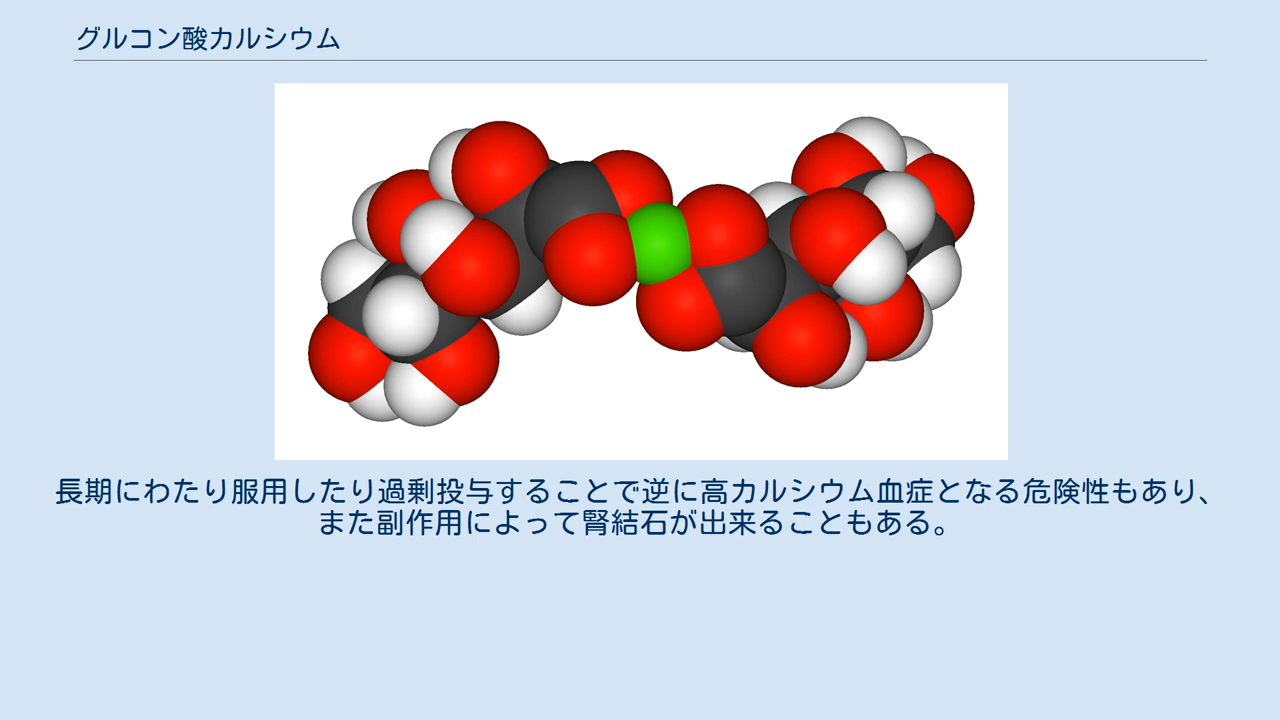 グルコン酸カルシウム
長期にわたり服用したり過剰投与することで逆に高カルシウム血症となる危険性もあり、
また副作用によって腎結石が出来ることもある。